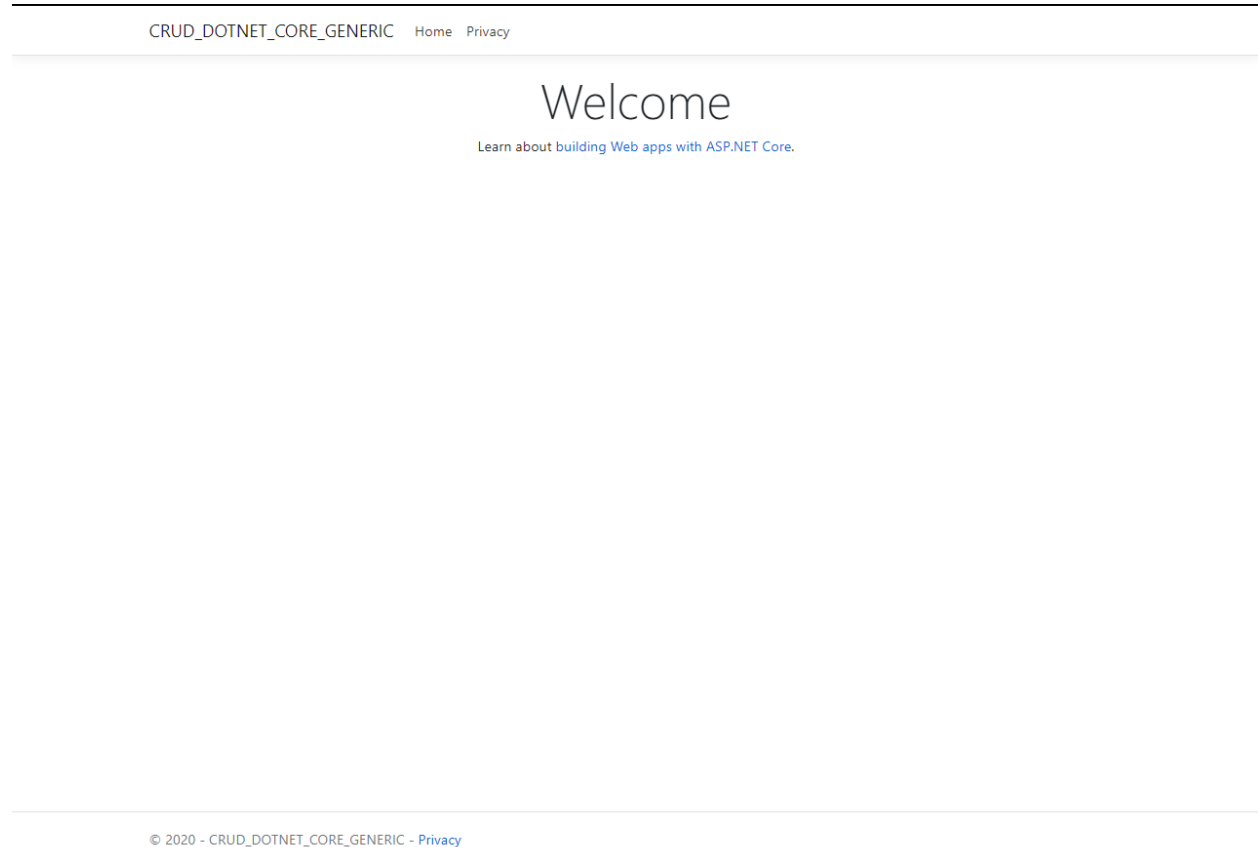 CRUD_DOTNET_CORE_GENERIC Home Privacy
Welcome
Learn about building Web apps with ASP.NET Core.
© 2020 - CRUD_DOTNET_CORE_GENERIC - Privacy